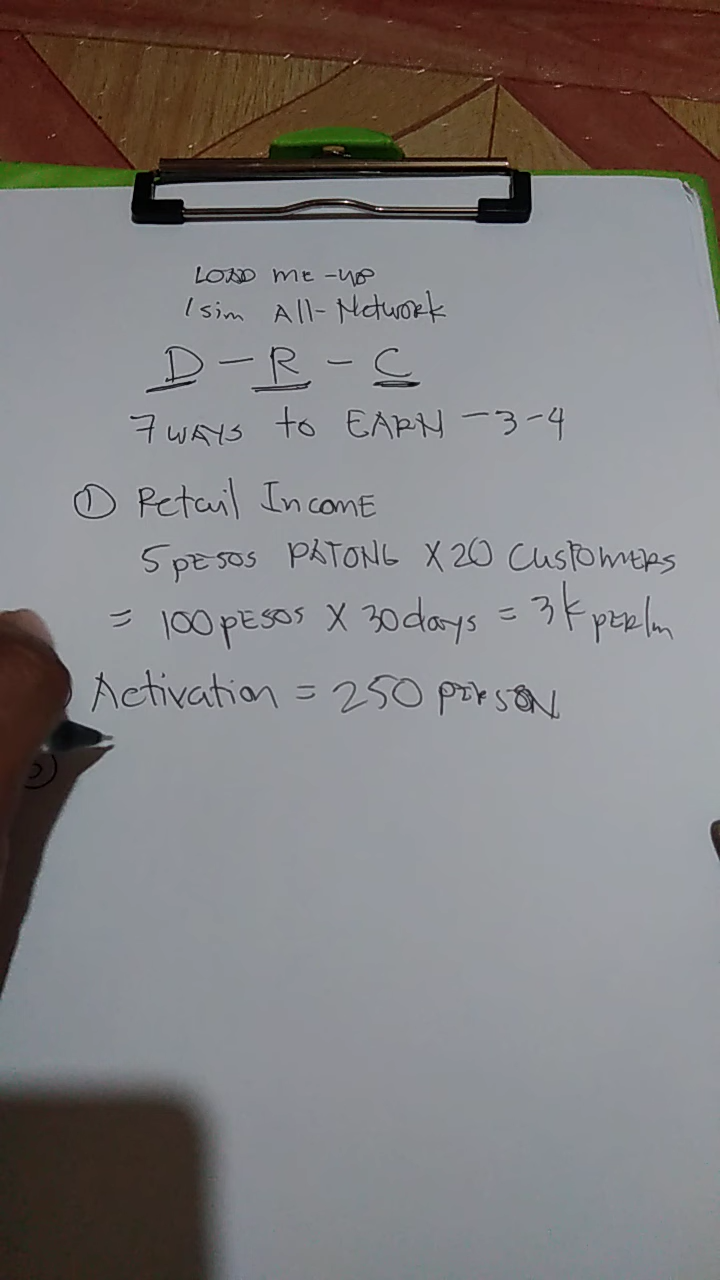 LOAD ME-UP
1 sim All-Network
D - R - C
7 WAYS to EARN - 3 - 4
① Retail INCOME
5 PESOS PATONG X 20 CUSTOMERS
= 100 PESOS X 30 days = 3k PER/m
Activation = 250 PERSON
2